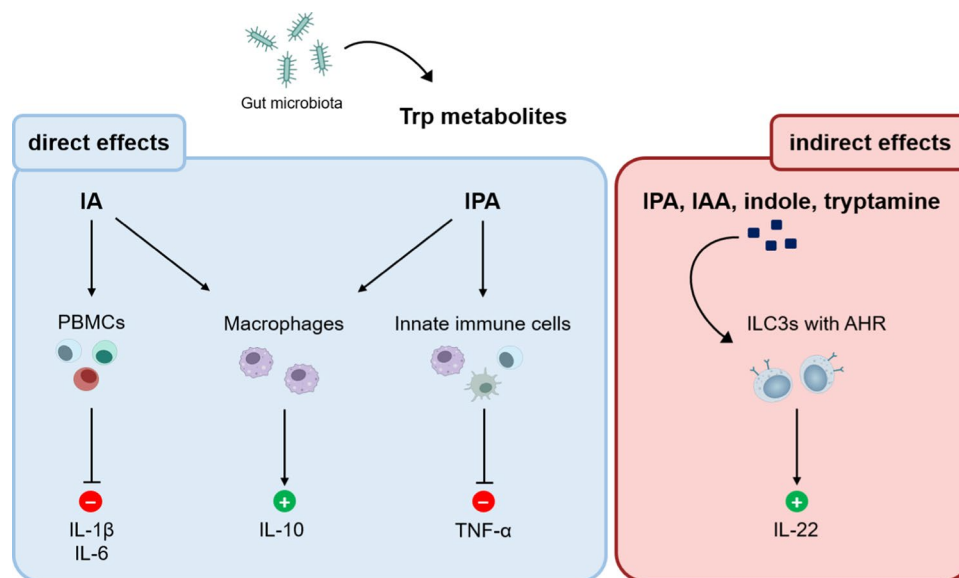 Gut microbiota
Trp metabolites
direct effects
IA
IPA
PBMCs
Macrophages
Innate immune cells
−
+
−
IL-1β
IL-6
IL-10
TNF-α
indirect effects
IPA, IAA, indole, tryptamine
ILC3s with AHR
+
IL-22